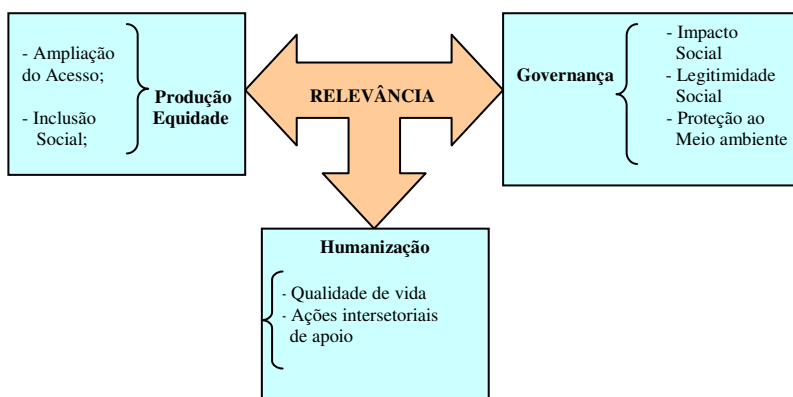 - Ampliação
do Acesso;
- Inclusão
Social;
Produção
Equidade
RELEVÂNCIA
Governança
- Impacto
Social
- Legitimidade
Social
- Proteção ao
Meio ambiente
Humanização
- Qualidade de vida
- Ações intersetoriais
de apoio